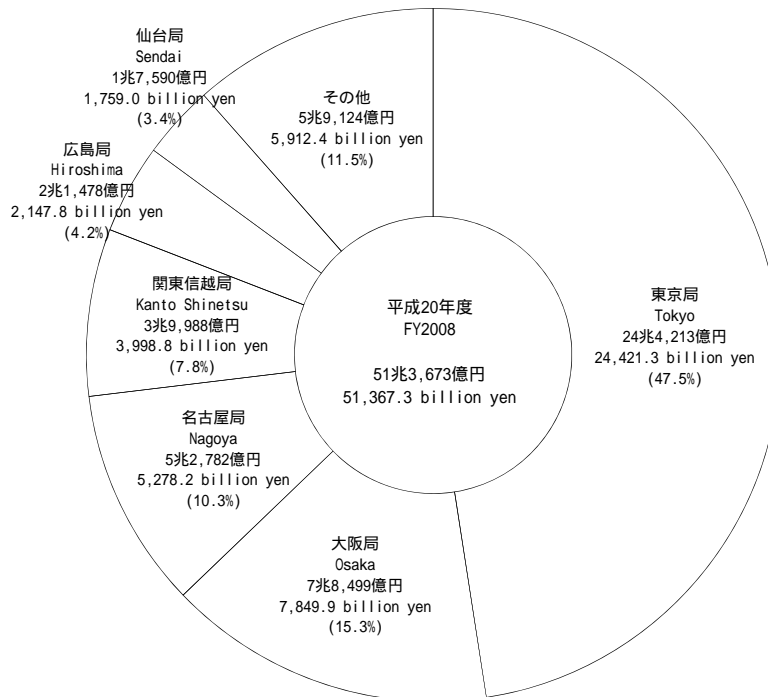 仙台局
Sendai
1兆7,590億円
1,759.0 billion yen
(3.4%)
その他
5兆9,124億円
5,912.4 billion yen
(11.5%)
広島局
Hiroshima
2兆1,478億円
2,147.8 billion yen
(4.2%)
関東信越局
Kanto Shinetsu
3兆9,988億円
3,998.8 billion yen
(7.8%)
平成20年度
FY2008
51兆3,673億円
51,367.3 billion yen
東京局
Tokyo
24兆4,213億円
24,421.3 billion yen
(47.5%)
名古屋局
Nagoya
5兆2,782億円
5,278.2 billion yen
(10.3%)
大阪局
Osaka
7兆8,499億円
7,849.9 billion yen
(15.3%)